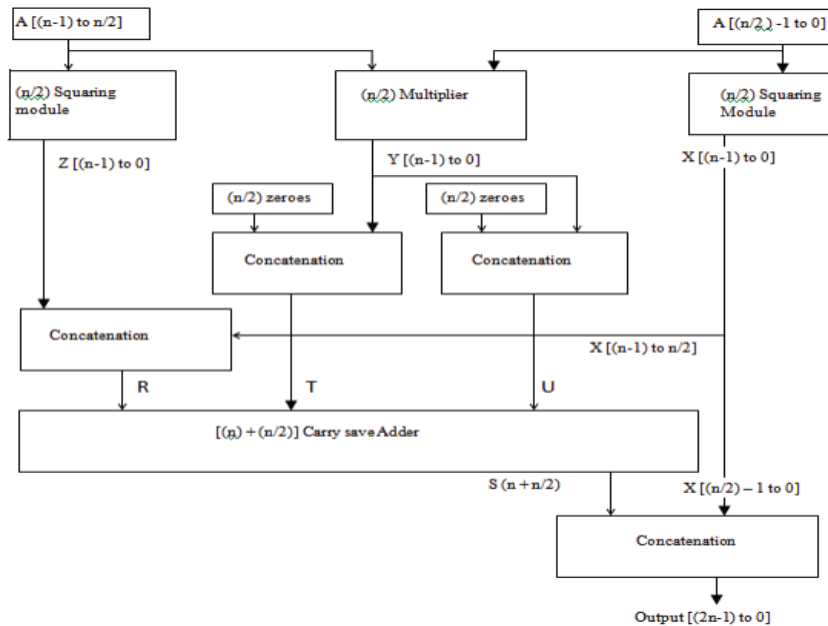 A [(n-1) to n/2]
A [(n/2 ) -1 to 0]
(n/2) Squaring
module
(n/2) Multiplier
(n/2) Squaring
Module
Z [(n-1) to 0]
Y [(n-1) to 0]
X [(n-1) to 0]
(n/2) zeroes
(n/2) zeroes
Concatenation
Concatenation
Concatenation
X [(n-1) to n/2]
R
T
U
[(n) + (n/2)] Carry save Adder
S (n + n/2)
X [(n/2) – 1 to 0]
Concatenation
Output [(2n-1) to 0]